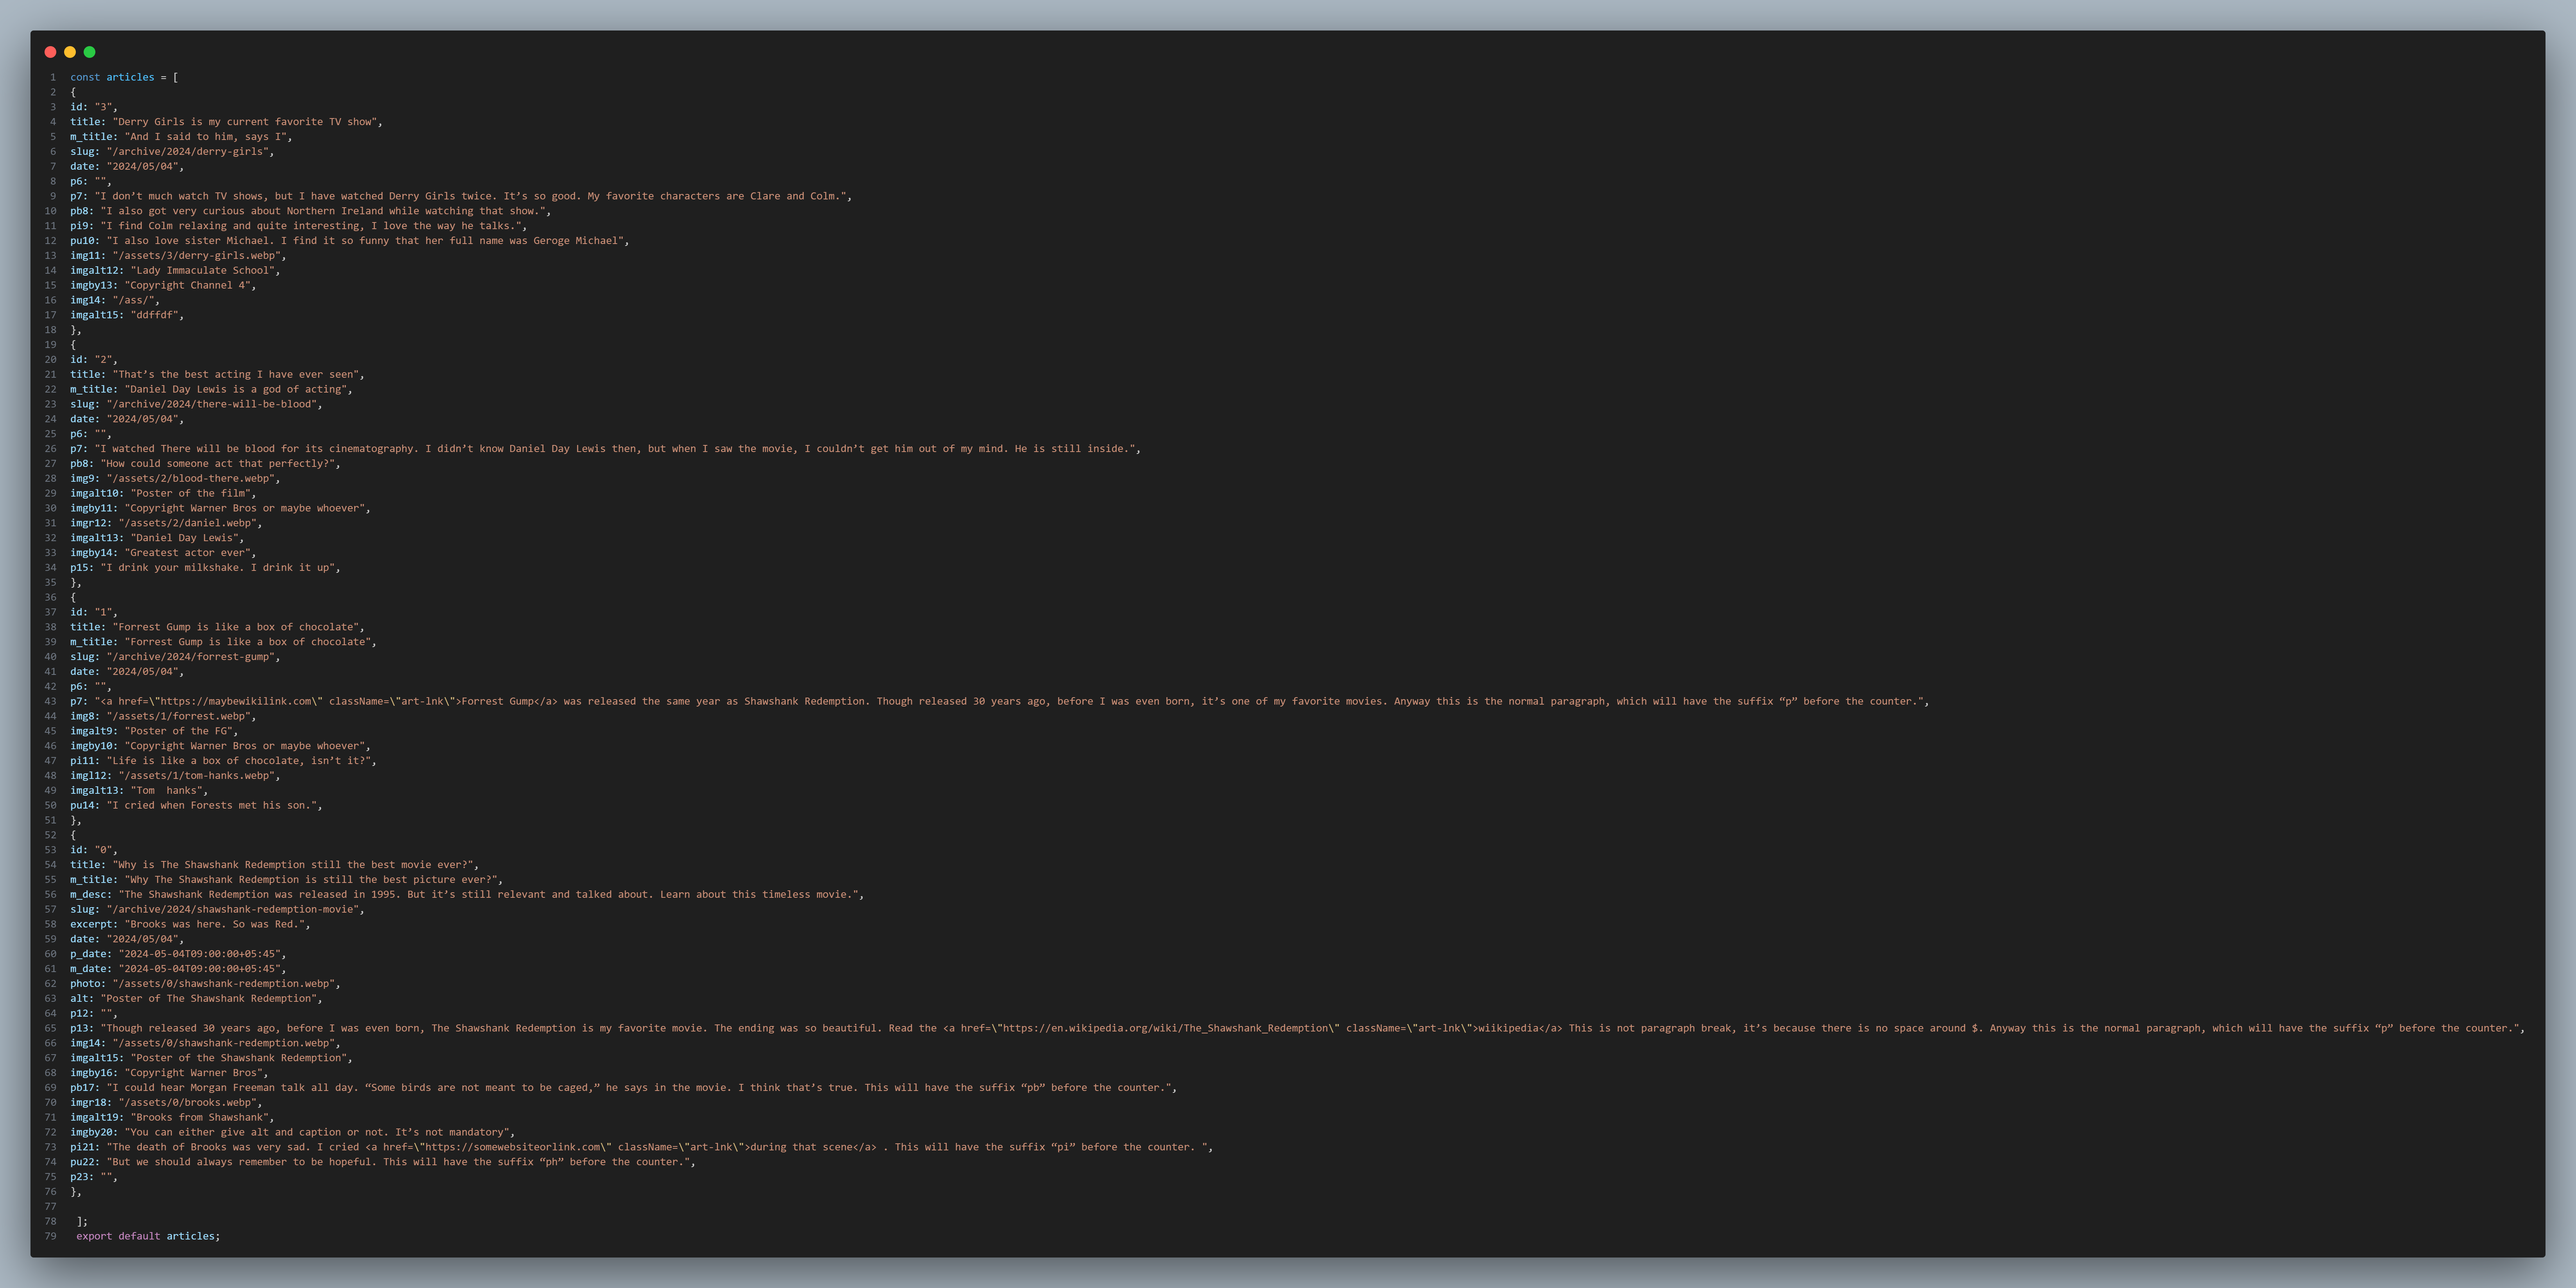 1 const articles = [
2 {
3 id: "3",
4 title: "Derry Girls is my current favorite TV show",
5 m_title: "And I said to him, says I",
6 slug: "/archive/2024/derry-girls",
7 date: "2024/05/04",
8 p6: "",
9 p7: "I don’t much watch TV shows, but I have watched Derry Girls twice. It’s so good. My favorite characters are Clare and Colm.",
10 pb8: "I also got very curious about Northern Ireland while watching that show.",
11 pi9: "I find Colm relaxing and quite interesting, I love the way he talks.",
12 pu10: "I also love sister Michael. I find it so funny that her full name was Geroge Michael",
13 img11: "/assets/3/derry-girls.webp",
14 imgalt12: "Lady Immaculate School",
15 imgby13: "Copyright Channel 4",
16 img14: "/ass/",
17 imgalt15: "ddffdf",
18 },
19 {
20 id: "2",
21 title: "That’s the best acting I have ever seen",
22 m_title: "Daniel Day Lewis is a god of acting",
23 slug: "/archive/2024/there-will-be-blood",
24 date: "2024/05/04",
25 p6: "",
26 p7: "I watched There will be blood for its cinematography. I didn’t know Daniel Day Lewis then, but when I saw the movie, I couldn’t get him out of my mind. He is still inside.",
27 pb8: "How could someone act that perfectly?",
28 img9: "/assets/2/blood-there.webp",
29 imgalt10: "Poster of the film",
30 imgby11: "Copyright Warner Bros or maybe whoever",
31 imgr12: "/assets/2/daniel.webp",
32 imgalt13: "Daniel Day Lewis",
33 imgby14: "Greatest actor ever",
34 p15: "I drink your milkshake. I drink it up",
35 },
36 {
37 id: "1",
38 title: "Forrest Gump is like a box of chocolate",
39 m_title: "Forrest Gump is like a box of chocolate",
40 slug: "/archive/2024/forrest-gump",
41 date: "2024/05/04",
42 p6: "",
43 p7: "<a href=\"https://maybewikilink.com\" className=\"art-lnk\">Forrest Gump</a> was released the same year as Shawshank Redemption. Though released 30 years ago, before I was even born, it’s one of my favorite movies. Anyway this is the normal paragraph, which will have the suffix “p” before the counter.",
44 img8: "/assets/1/forrest.webp",
45 imgalt9: "Poster of the FG",
46 imgby10: "Copyright Warner Bros or maybe whoever",
47 pi11: "Life is like a box of chocolate, isn’t it?",
48 imgl12: "/assets/1/tom-hanks.webp",
49 imgalt13: "Tom  hanks",
50 pu14: "I cried when Forests met his son.",
51 },
52 {
53 id: "0",
54 title: "Why is The Shawshank Redemption still the best movie ever?",
55 m_title: "Why The Shawshank Redemption is still the best picture ever?",
56 m_desc: "The Shawshank Redemption was released in 1995. But it’s still relevant and talked about. Learn about this timeless movie.",
57 slug: "/archive/2024/shawshank-redemption-movie",
58 excerpt: "Brooks was here. So was Red.",
59 date: "2024/05/04",
60 p_date: "2024-05-04T09:00:00+05:45",
61 m_date: "2024-05-04T09:00:00+05:45",
62 photo: "/assets/0/shawshank-redemption.webp",
63 alt: "Poster of The Shawshank Redemption",
64 p12: "",
65 p13: "Though released 30 years ago, before I was even born, The Shawshank Redemption is my favorite movie. The ending was so beautiful. Read the <a href=\"https://en.wikipedia.org/wiki/The_Shawshank_Redemption\" className=\"art-lnk\">wiikipedia</a> This is not paragraph break, it’s because there is no space around $. Anyway this is the normal paragraph, which will have the suffix “p” before the counter.",
66 img14: "/assets/0/shawshank-redemption.webp",
67 imgalt15: "Poster of the Shawshank Redemption",
68 imgby16: "Copyright Warner Bros",
69 pb17: "I could hear Morgan Freeman talk all day. “Some birds are not meant to be caged,” he says in the movie. I think that’s true. This will have the suffix “pb” before the counter.",
70 imgr18: "/assets/0/brooks.webp",
71 imgalt19: "Brooks from Shawshank",
72 imgby20: "You can either give alt and caption or not. It’s not mandatory",
73 pi21: "The death of Brooks was very sad. I cried <a href=\"https://somewebsiteorlink.com\" className=\"art-lnk\">during that scene</a> . This will have the suffix “pi” before the counter. ",
74 pu22: "But we should always remember to be hopeful. This will have the suffix “ph” before the counter.",
75 p23: "",
76 },
77
78 ];
79 export default articles;